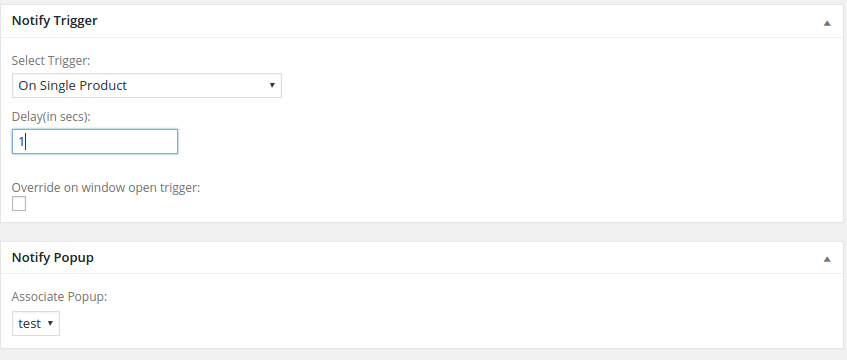 Notify Trigger
Select Trigger:
On Single Product
Delay(in secs):
1
Override on window open trigger:
Notify Popup
Associate Popup:
test